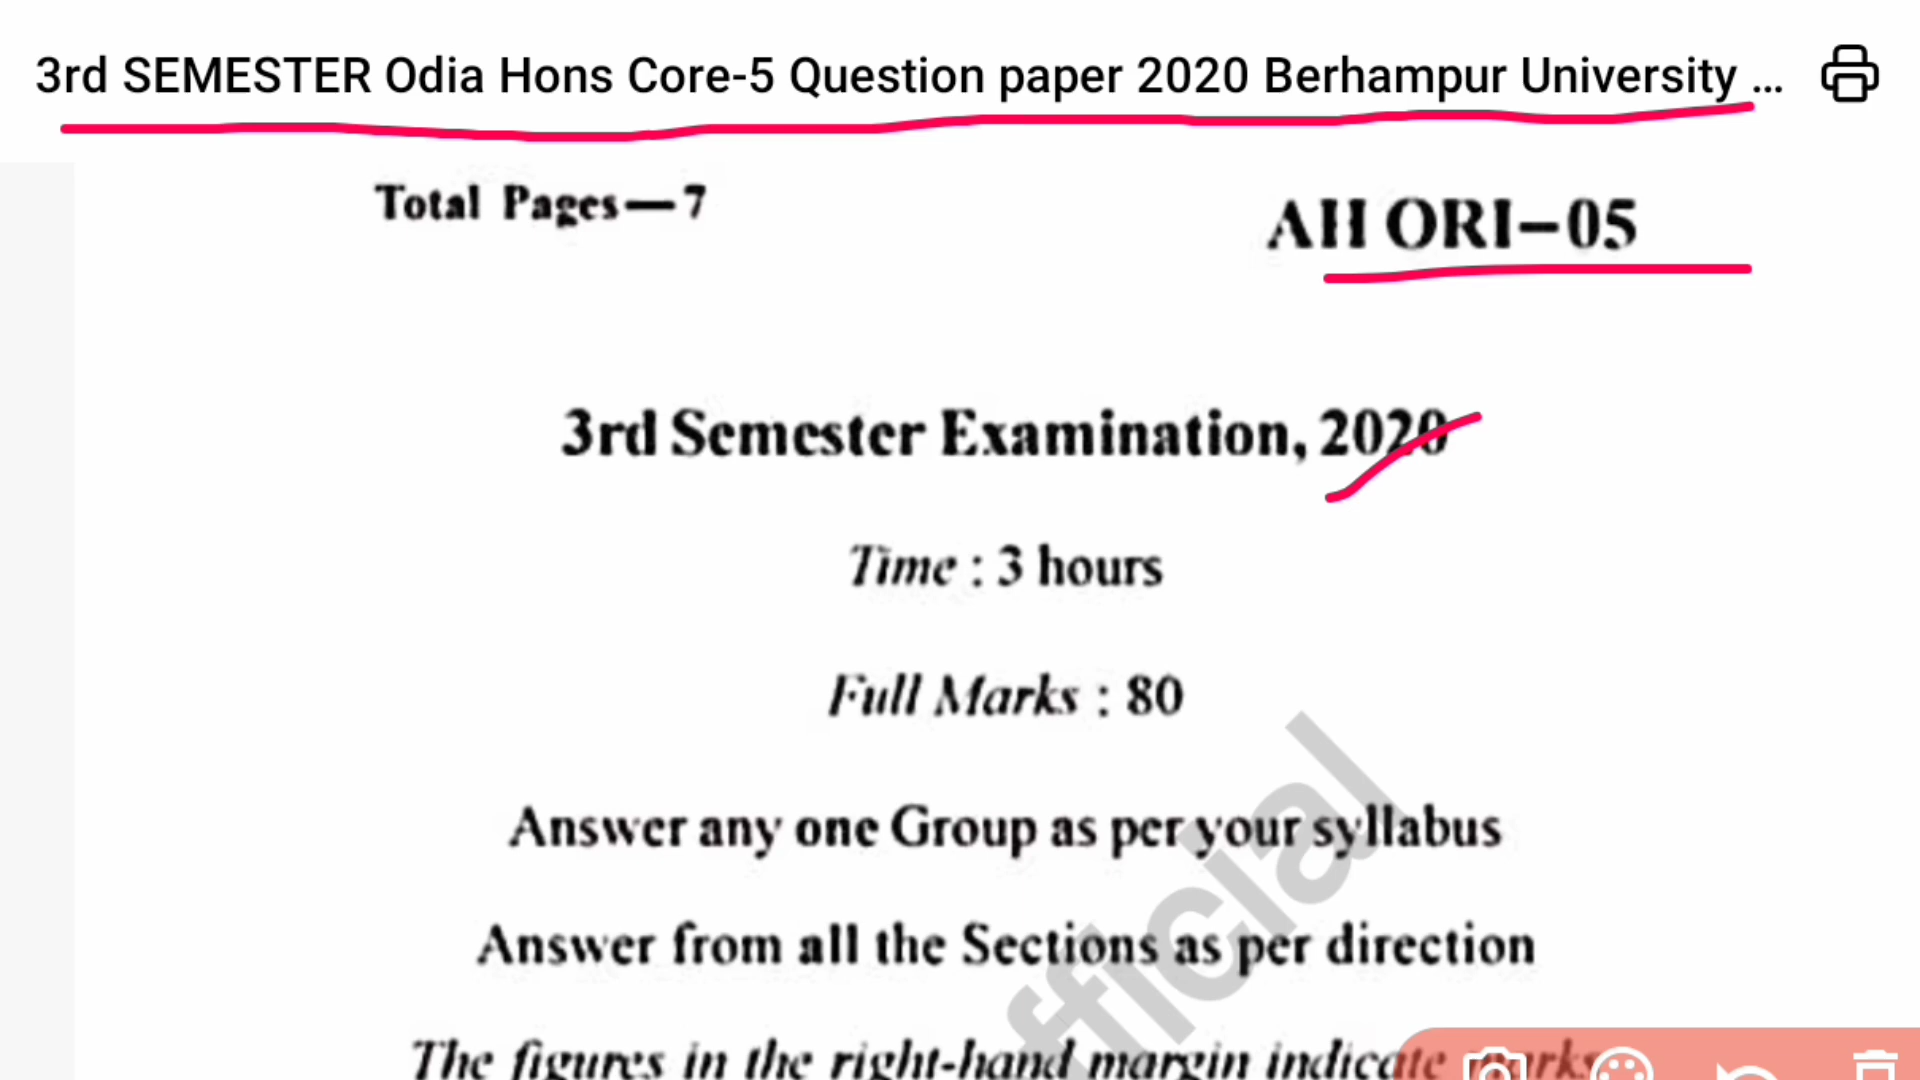 3rd SEMESTER Odia Hons Core-5 Question paper 2020 Berhampur University ...
Total Pages—7
AH ORI–05
3rd Semester Examination, 2020
Time : 3 hours
Full Marks : 80
Answer any one Group as per your syllabus
Answer from all the Sections as per direction
The figures in the right-hand margin indicate marks
fficial